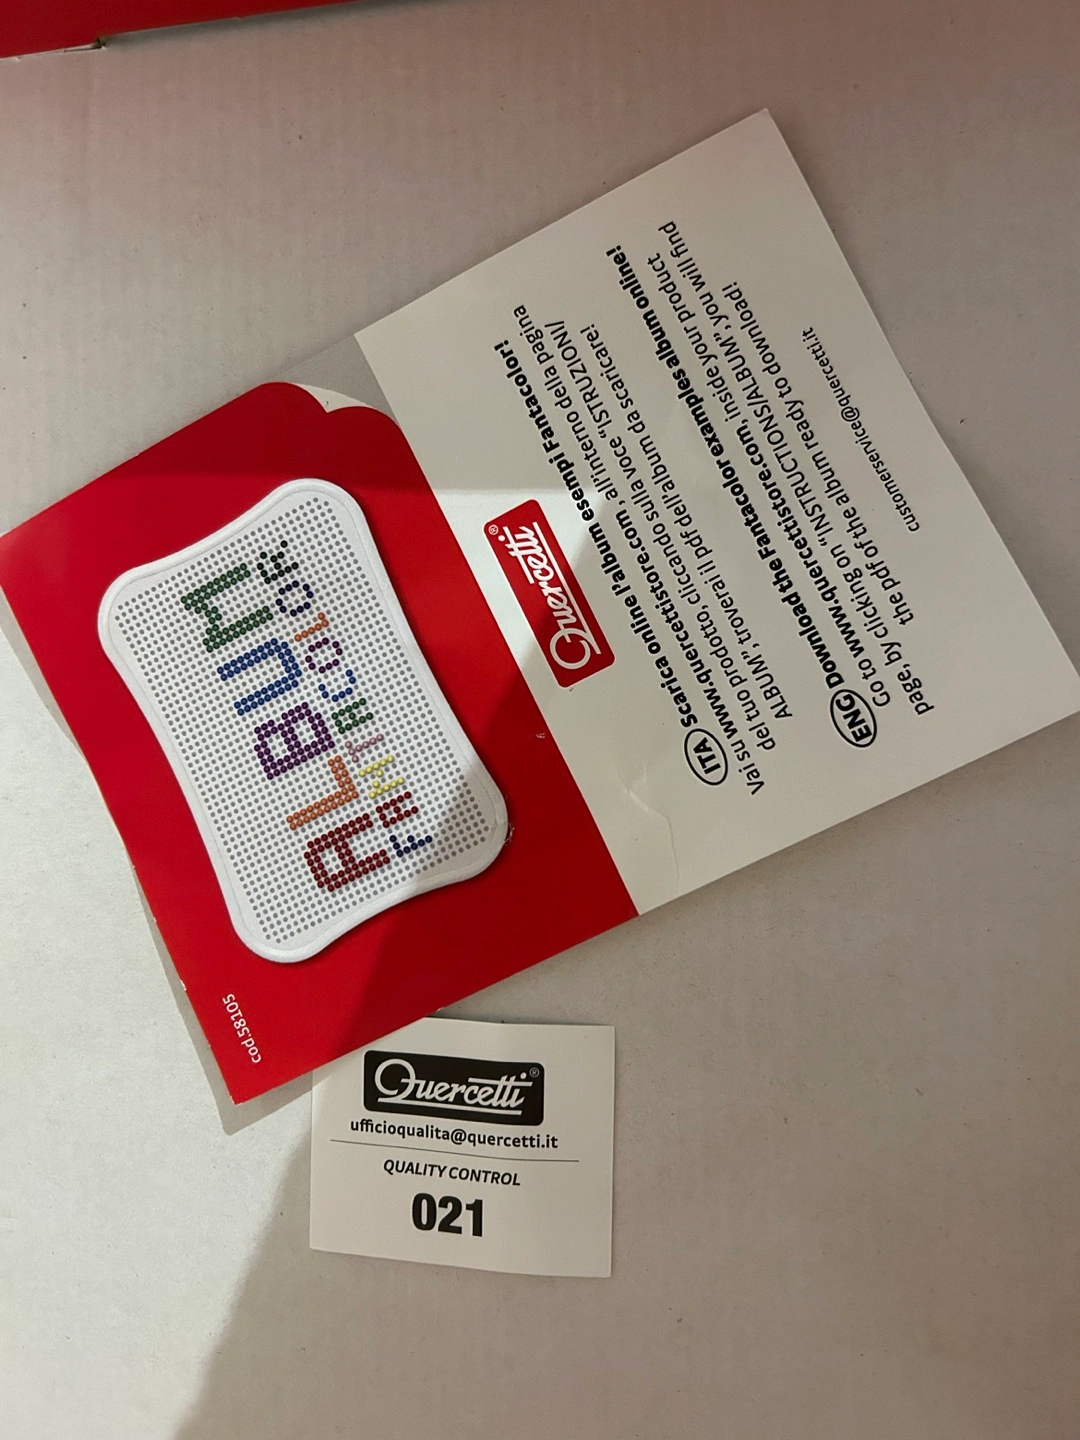 cod.58105
ALBUM
FANTACOLOR
Quercetti®
ITA Scarica online l'album esempi Fantacolor!
Vai su www.quercettistore.com, all'interno della pagina
del tuo prodotto, cliccando sulla voce "ISTRUZIONI/
ALBUM", troverai il pdf dell'album da scaricare!
ENG Download the Fantacolor examples album online!
Go to www.quercettistore.com, inside your product
page, by clicking on "INSTRUCTIONS/ALBUM", you will find
the pdf of the album ready to download!
customerservice@quercetti.it
Quercetti®
ufficioqualita@quercetti.it
QUALITY CONTROL
021